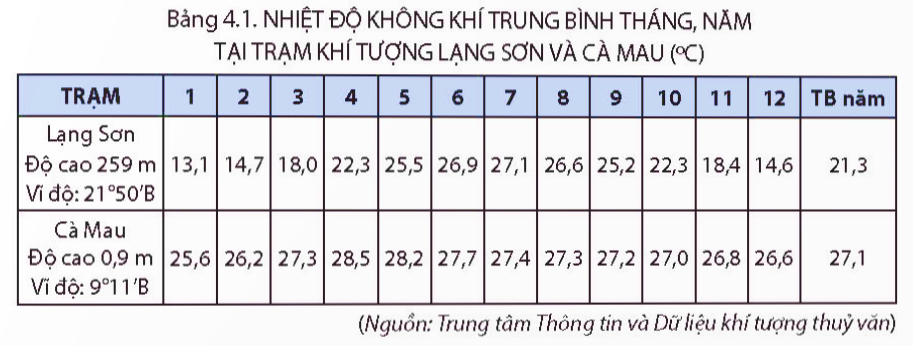 Bảng 4.1. NHIỆT ĐỘ KHÔNG KHÍ TRUNG BÌNH THÁNG, NĂM
TẠI TRẠM KHÍ TƯỢNG LẠNG SƠN VÀ CÀ MAU (ºC)
TRẠM 1 2 3 4 5 6 7 8 9 10 11 12 TB năm
Lạng Sơn
Độ cao 259 m 13,1 14,7 18,0 22,3 25,5 26,9 27,1 26,6 25,2 22,3 18,4 14,6 21,3
Vĩ độ: 21°50'B
Cà Mau
Độ cao 0,9 m 25,6 26,2 27,3 28,5 28,2 27,7 27,4 27,3 27,2 27,0 26,8 26,6 27,1
Vĩ độ: 9°11'B
(Nguồn: Trung tâm Thông tin và Dữ liệu khí tượng thuỷ văn)